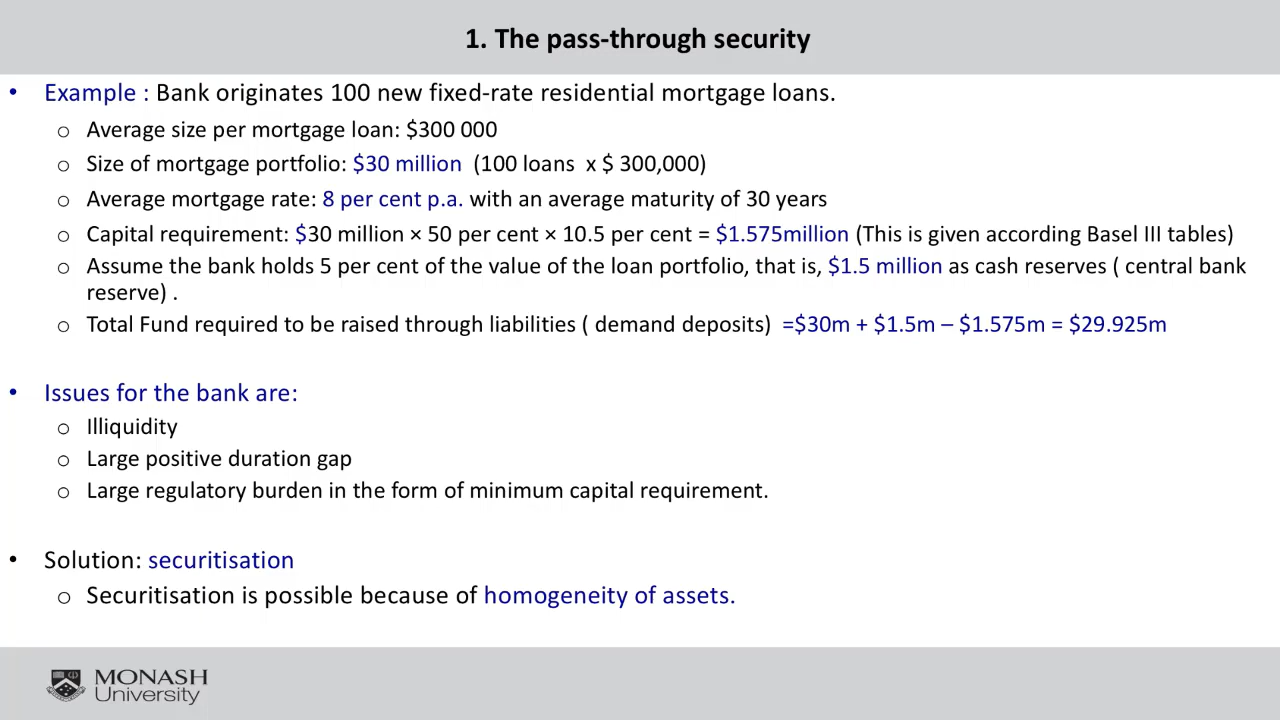 1. The pass-through security
• Example : Bank originates 100 new fixed-rate residential mortgage loans.
o Average size per mortgage loan: $300 000
o Size of mortgage portfolio: $30 million (100 loans x $ 300,000)
o Average mortgage rate: 8 per cent p.a. with an average maturity of 30 years
o Capital requirement: $30 million × 50 per cent × 10.5 per cent = $1.575million (This is given according Basel III tables)
o Assume the bank holds 5 per cent of the value of the loan portfolio, that is, $1.5 million as cash reserves ( central bank
reserve) .
o Total Fund required to be raised through liabilities ( demand deposits) =$30m + $1.5m – $1.575m = $29.925m
• Issues for the bank are:
o Illiquidity
o Large positive duration gap
o Large regulatory burden in the form of minimum capital requirement.
• Solution: securitisation
o Securitisation is possible because of homogeneity of assets.
MONASH
University